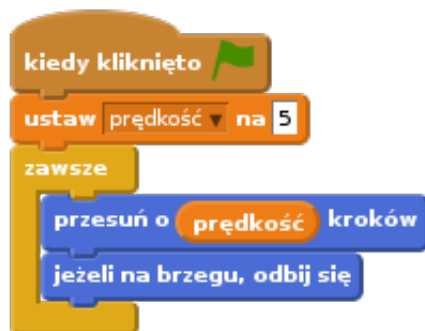 kiedy kliknięto
ustaw prędkość na 5
zawsze
przesuń o prędkość kroków
jeżeli na brzegu, odbij się